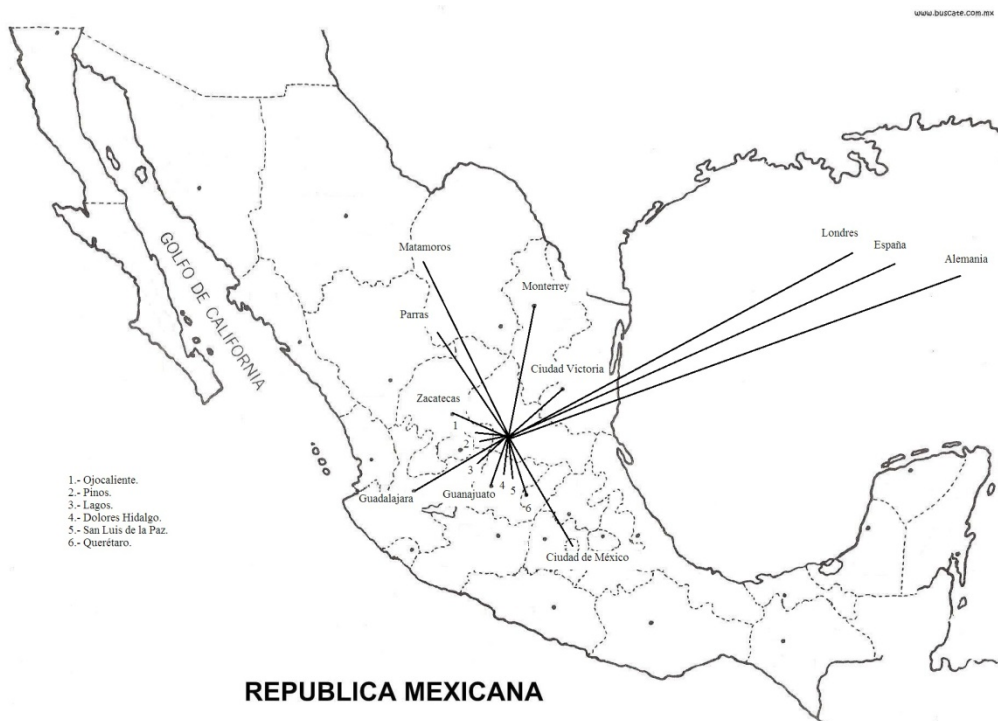 www.buscate.com.mx
Londres
España
Alemania
Matamoros
Monterrey
GOLFO DE CALIFORNIA
Parras
Ciudad Victoria
Zacatecas
1
2
3
4
5
6
Guadalajara
Guanajuato
Ciudad de México
1.- Ojocaliente.
2.- Pinos.
3.- Lagos.
4.- Dolores Hidalgo.
5.- San Luis de la Paz.
6.- Querétaro.
REPUBLICA MEXICANA